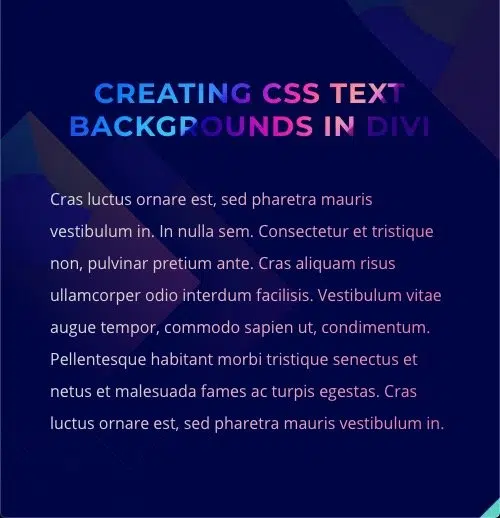 CREATING CSS TEXT
BACKGROUNDS IN DIVI
Cras luctus ornare est, sed pharetra mauris
vestibulum in. In nulla sem. Consectetur et tristique
non, pulvinar pretium ante. Cras aliquam risus
ullamcorper odio interdum facilisis. Vestibulum vitae
augue tempor, commodo sapien ut, condimentum.
Pellentesque habitant morbi tristique senectus et
netus et malesuada fames ac turpis egestas. Cras
luctus ornare est, sed pharetra mauris vestibulum in.